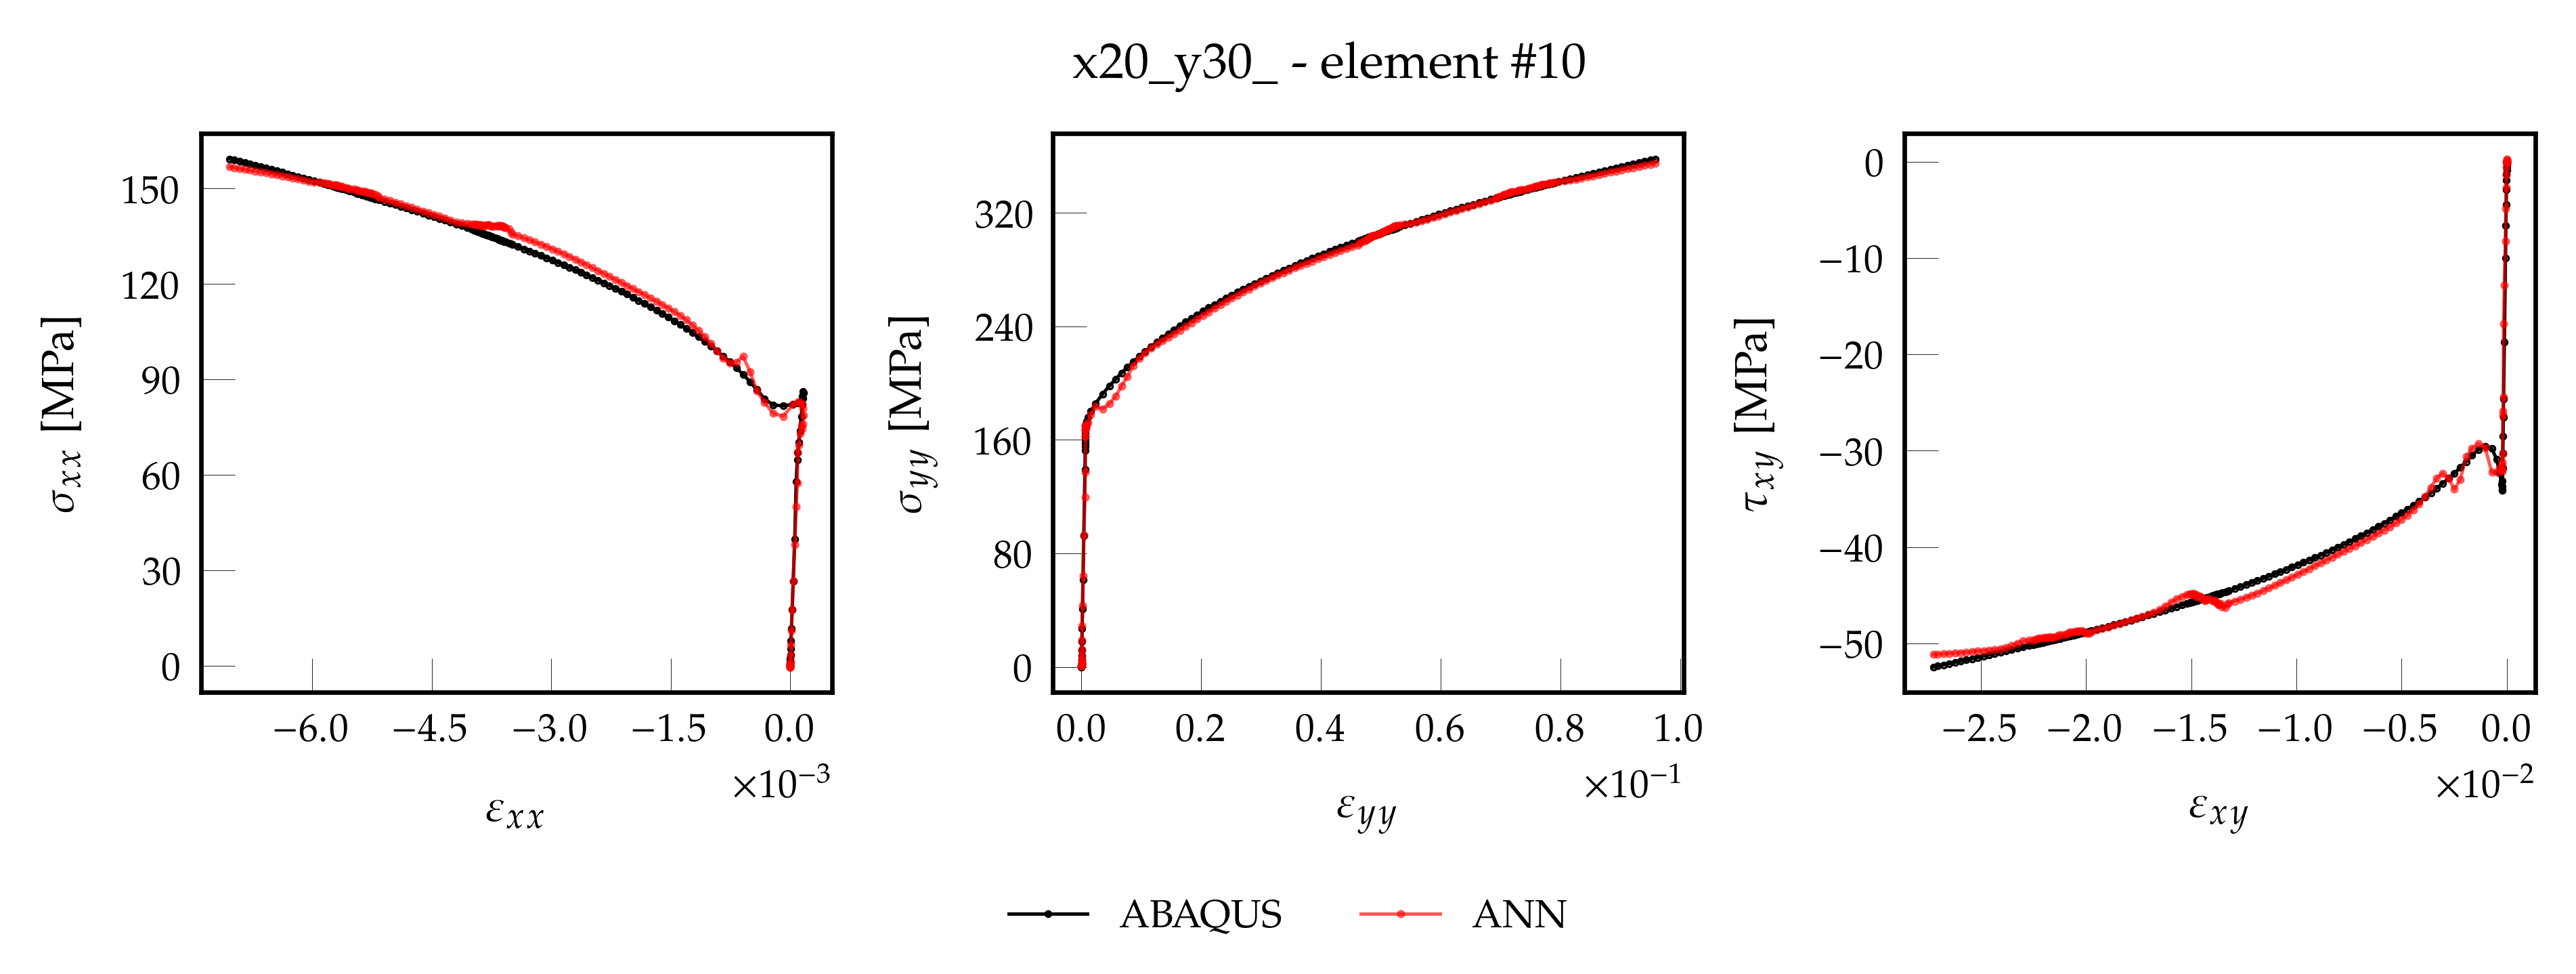 x20_y30_ - element #10
σxx [MPa]
150
120
90
60
30
0
−6.0 −4.5 −3.0 −1.5 0.0
×10−3
εxx
σyy [MPa]
320
240
160
80
0
0.0 0.2 0.4 0.6 0.8 1.0
×10−1
εyy
τxy [MPa]
0
−10
−20
−30
−40
−50
−2.5 −2.0 −1.5 −1.0 −0.5 0.0
×10−2
εxy
ABAQUS ANN